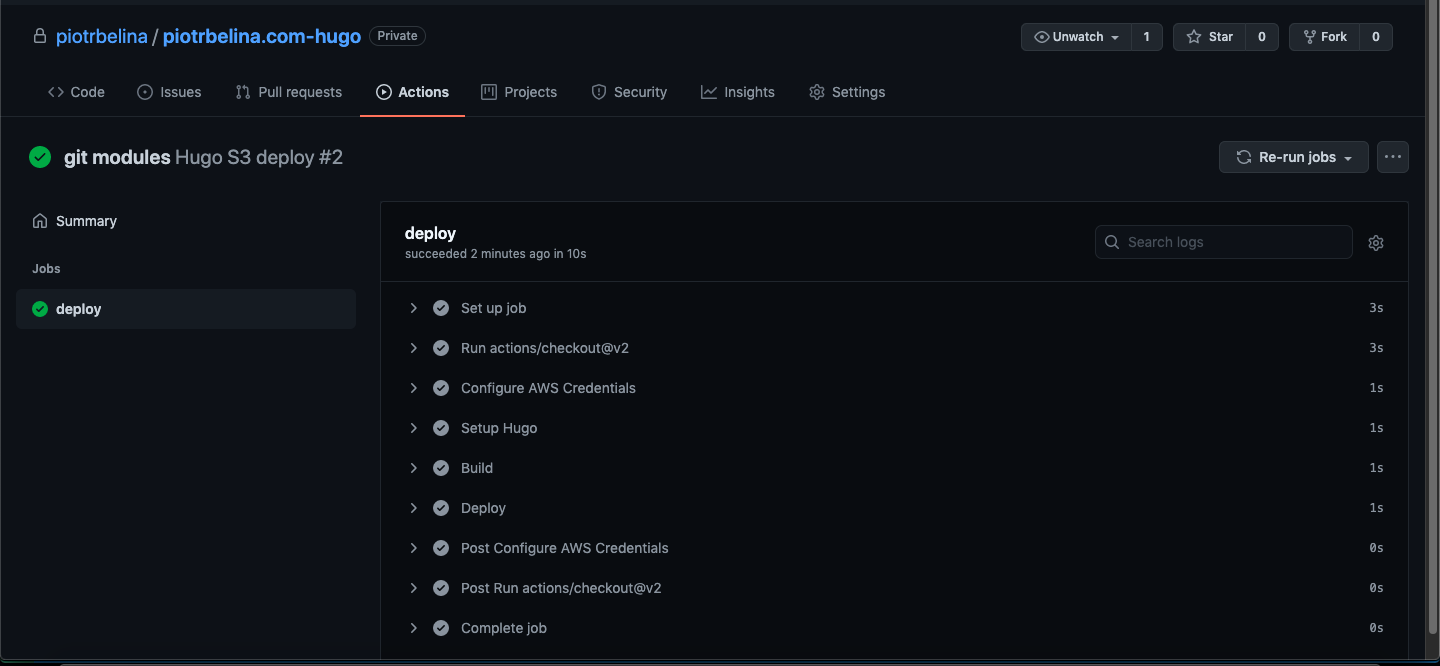 piotrbelina / piotrbelina.com-hugo Private
Unwatch 1 Star 0 Fork 0
Code Issues Pull requests Actions Projects Security Insights Settings
git modules Hugo S3 deploy #2
Re-run jobs
Summary
Jobs
deploy
deploy
succeeded 2 minutes ago in 10s
Search logs
Set up job 3s
Run actions/checkout@v2 3s
Configure AWS Credentials 1s
Setup Hugo 1s
Build 1s
Deploy 1s
Post Configure AWS Credentials 0s
Post Run actions/checkout@v2 0s
Complete job 0s